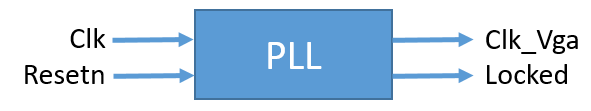 Clk
PLL
Clk_Vga
Resetn
Locked